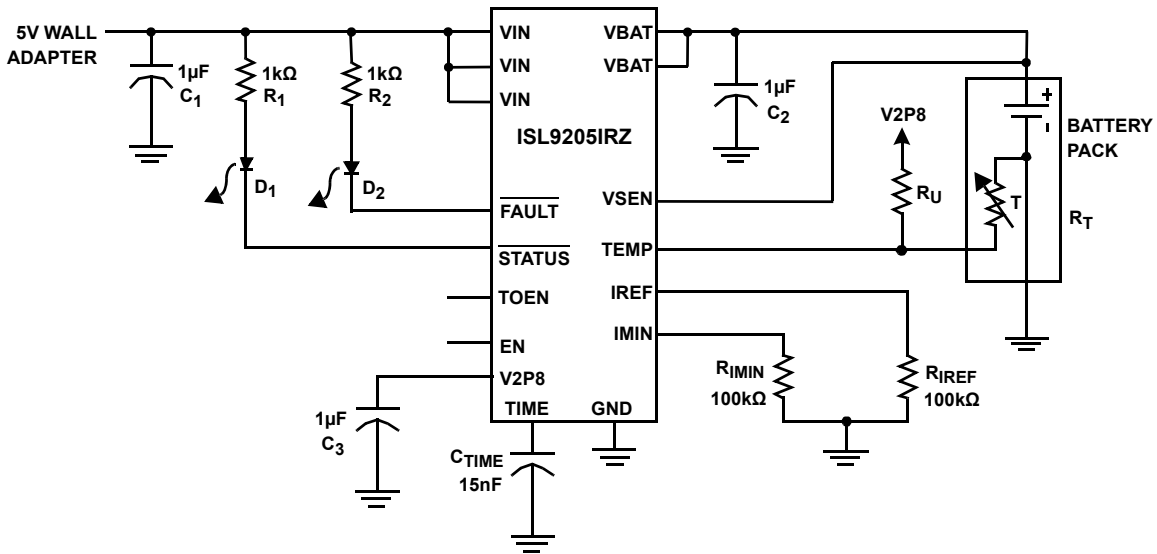 5V WALL
ADAPTER
1µF
C1
1kΩ
R1
1kΩ
R2
D1
D2
VIN
VIN
VIN
ISL9205IRZ
FAULT
STATUS
TOEN
EN
V2P8
TIME
GND
VBAT
VBAT
VSEN
TEMP
IREF
IMIN
1µF
C2
V2P8
RU
+
-
BATTERY
PACK
T
RT
RIMIN
100kΩ
RIREF
100kΩ
1µF
C3
CTIME
15nF